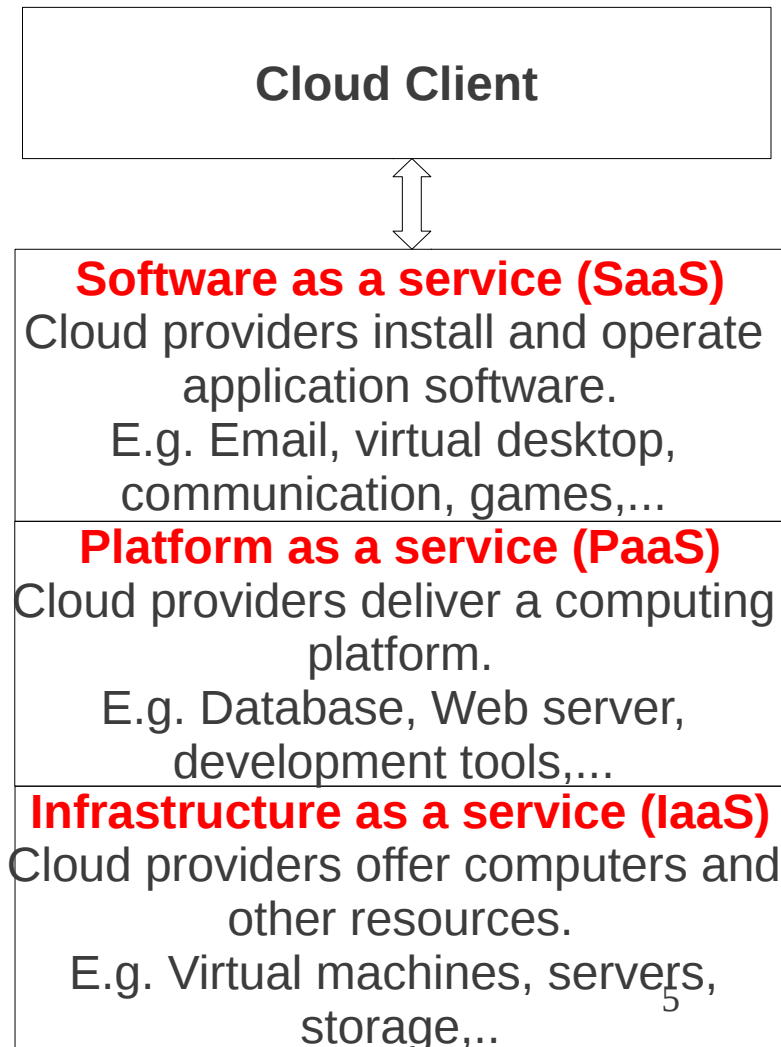 Cloud Client
Software as a service (SaaS)
Cloud providers install and operate
application software.
E.g. Email, virtual desktop,
communication, games,...
Platform as a service (PaaS)
Cloud providers deliver a computing
platform.
E.g. Database, Web server,
development tools,...
Infrastructure as a service (IaaS)
Cloud providers offer computers and
other resources.
E.g. Virtual machines, servers,
5
storage,..